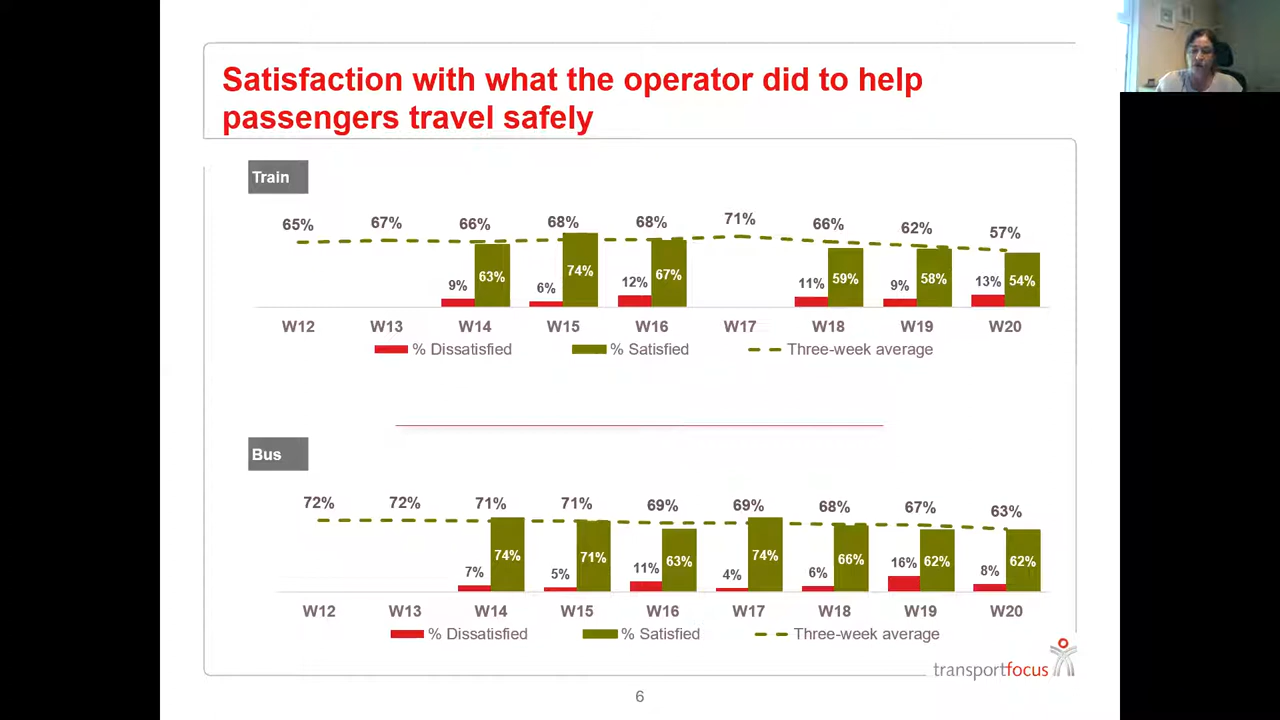 Satisfaction with what the operator did to help
passengers travel safely
Train
65% 67% 66% 68% 68% 71% 66% 62% 57%
9% 63% 6% 74% 12% 67% 11% 59% 9% 58% 13% 54%
W12 W13 W14 W15 W16 W17 W18 W19 W20
% Dissatisfied % Satisfied Three-week average
Bus
72% 72% 71% 71% 69% 69% 68% 67% 63%
7% 74% 5% 71% 11% 63% 4% 74% 6% 66% 16% 62% 8% 62%
W12 W13 W14 W15 W16 W17 W18 W19 W20
% Dissatisfied % Satisfied Three-week average
transportfocus
6